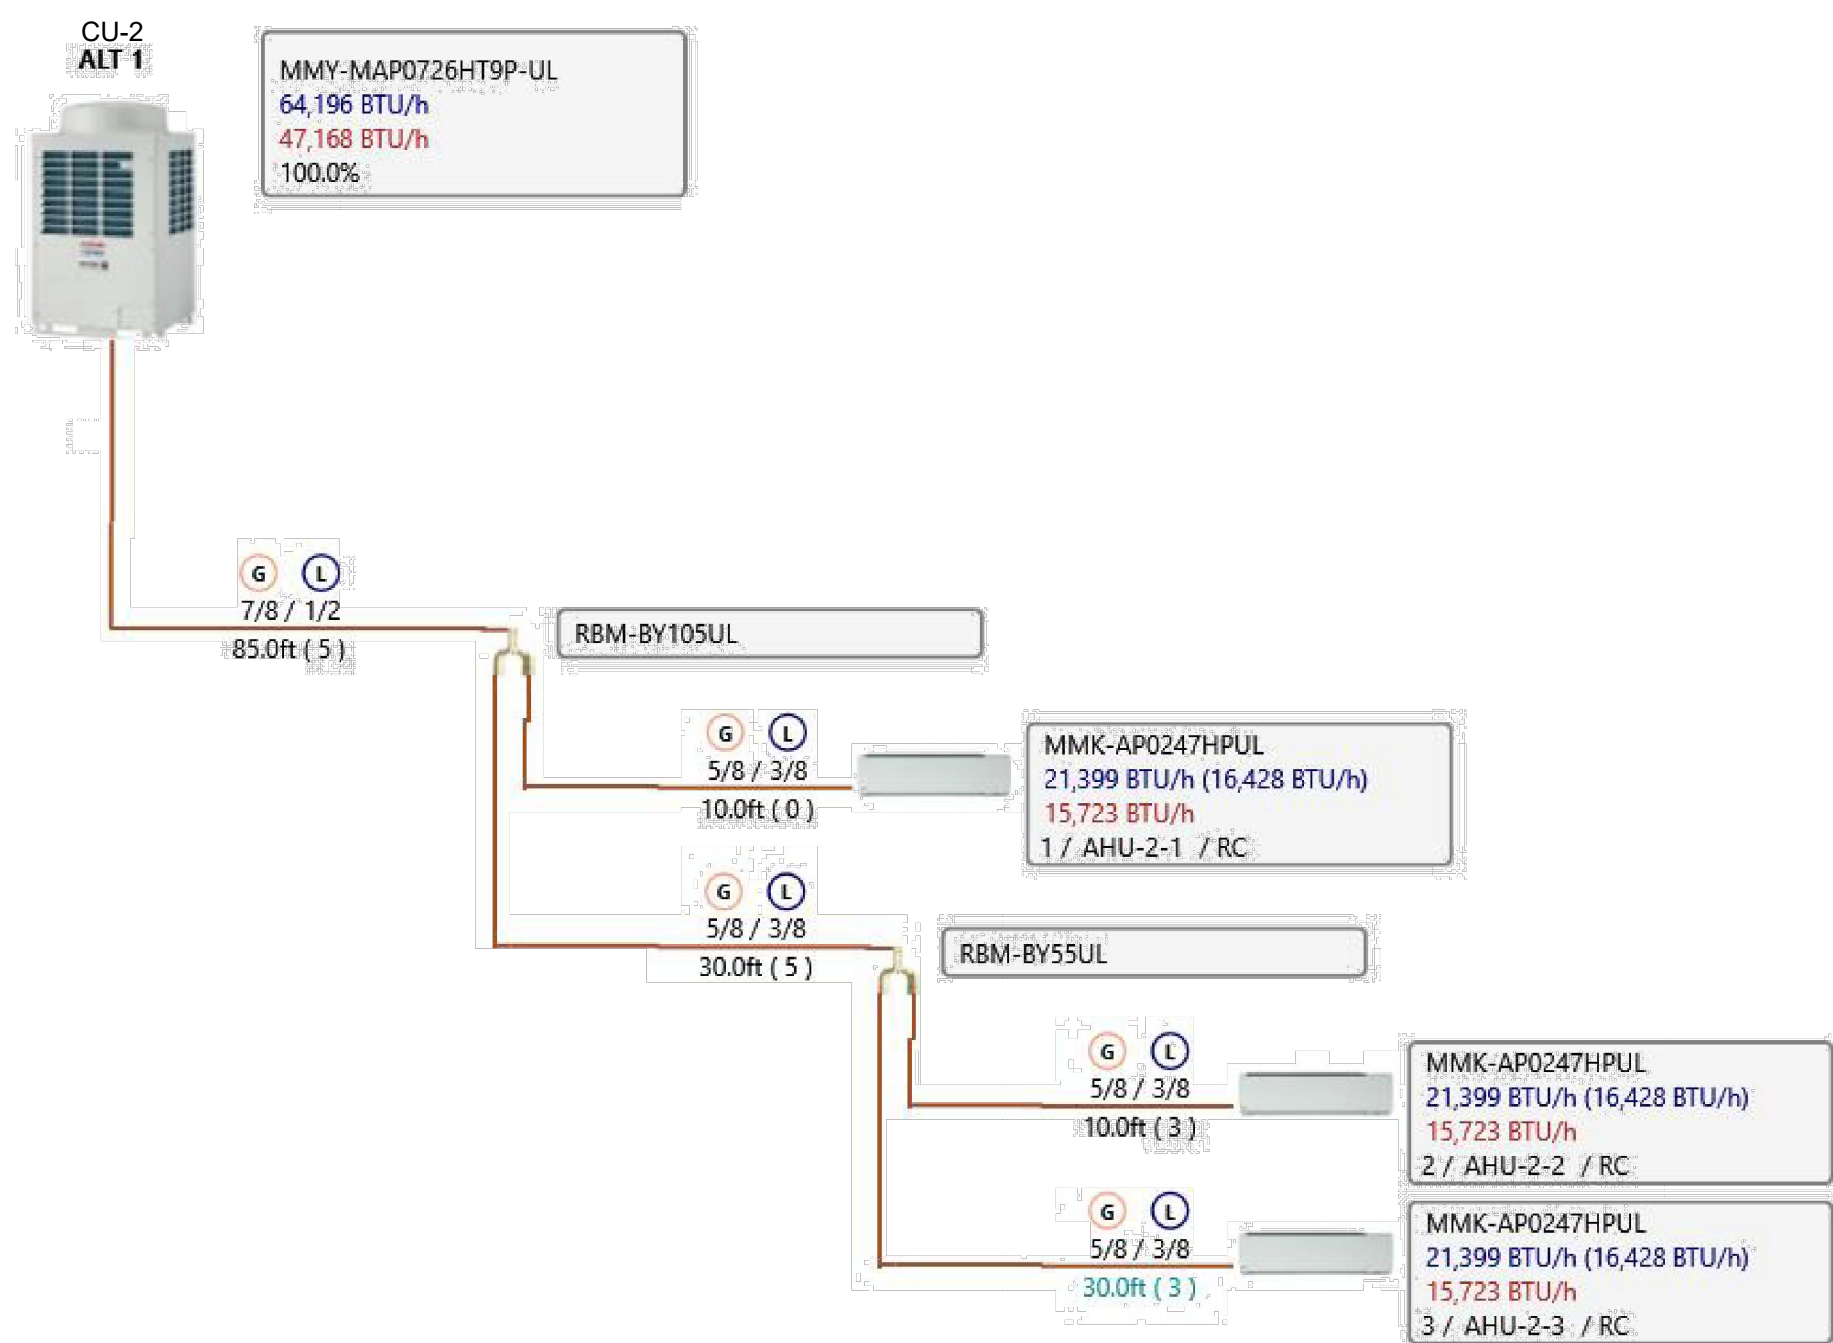 CU-2
ALT 1
MMY-MAP0726HT9P-UL
64,196 BTU/h
47,168 BTU/h
100.0%
G L
7/8 / 1/2
85.0ft ( 5 )
RBM-BY105UL
G L
5/8 / 3/8
10.0ft ( 0 )
MMK-AP0247HPUL
21,399 BTU/h (16,428 BTU/h)
15,723 BTU/h
1 / AHU-2-1 / RC
G L
5/8 / 3/8
30.0ft ( 5 )
RBM-BY55UL
G L
5/8 / 3/8
10.0ft ( 3 )
MMK-AP0247HPUL
21,399 BTU/h (16,428 BTU/h)
15,723 BTU/h
2 / AHU-2-2 / RC
G L
5/8 / 3/8
30.0ft ( 3 )
MMK-AP0247HPUL
21,399 BTU/h (16,428 BTU/h)
15,723 BTU/h
3 / AHU-2-3 / RC